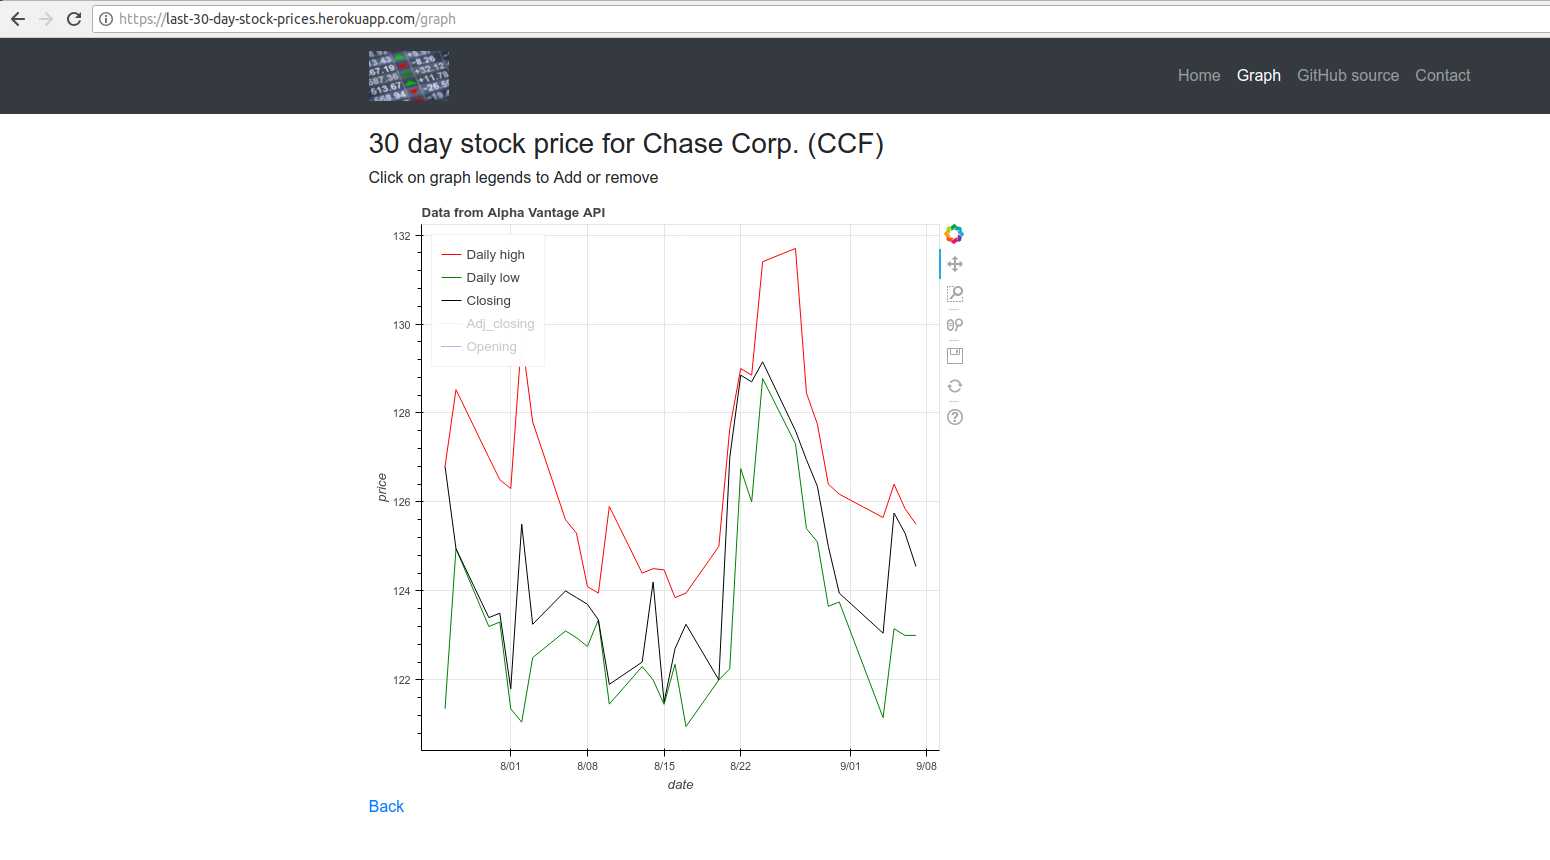 https://last-30-day-stock-prices.herokuapp.com/graph
Home Graph GitHub source Contact
30 day stock price for Chase Corp. (CCF)
Click on graph legends to Add or remove
Data from Alpha Vantage API
132
130
128
126
124
122
price
Daily high
Daily low
Closing
Adj_closing
Opening
8/01 8/08 8/15 8/22 9/01 9/08
date
Back